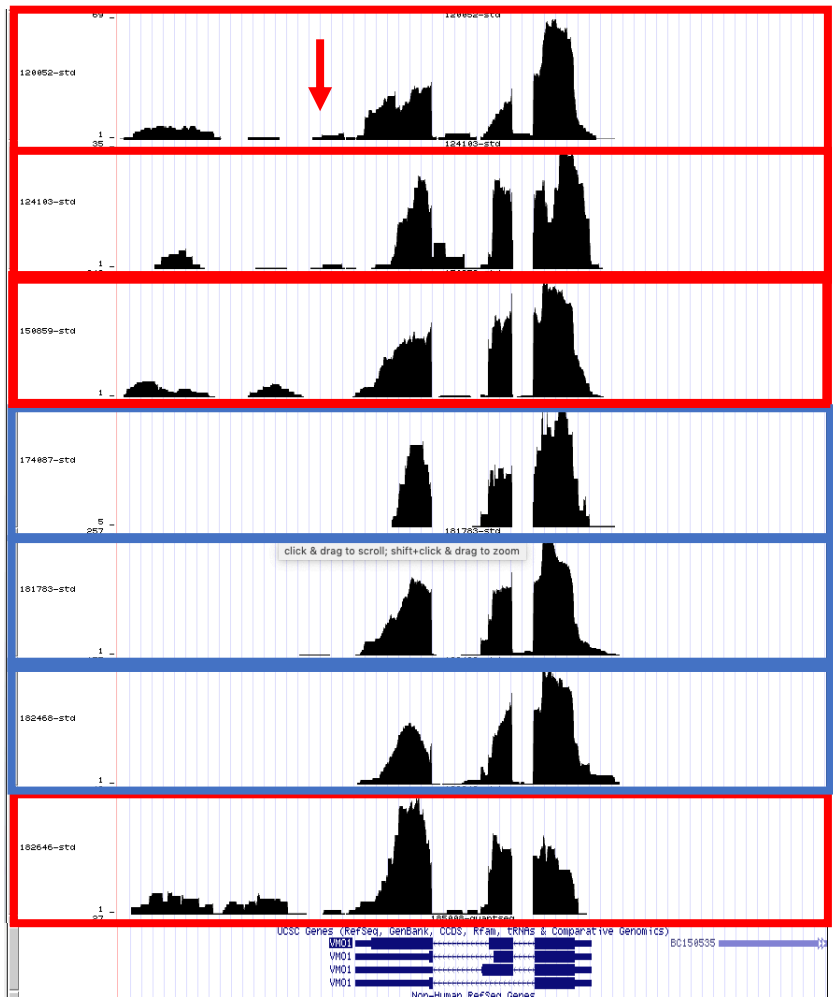 69 _
120052-std
120052-std
1 _
35 _
124103-std
124103-std
1 _
150859-std
1 _
174087-std
5 _
257
181783-std
click & drag to scroll; shift+click & drag to zoom
181783-std
1 _
182468-std
1 _
182646-std
1 _
UCSC Genes (RefSeq, GenBank, CCDS, Rfam, tRNAs & Comparative Genomics)
VMO1
BC150535
VMO1
VMO1
VMO1
Non-Human RefSeq Genes